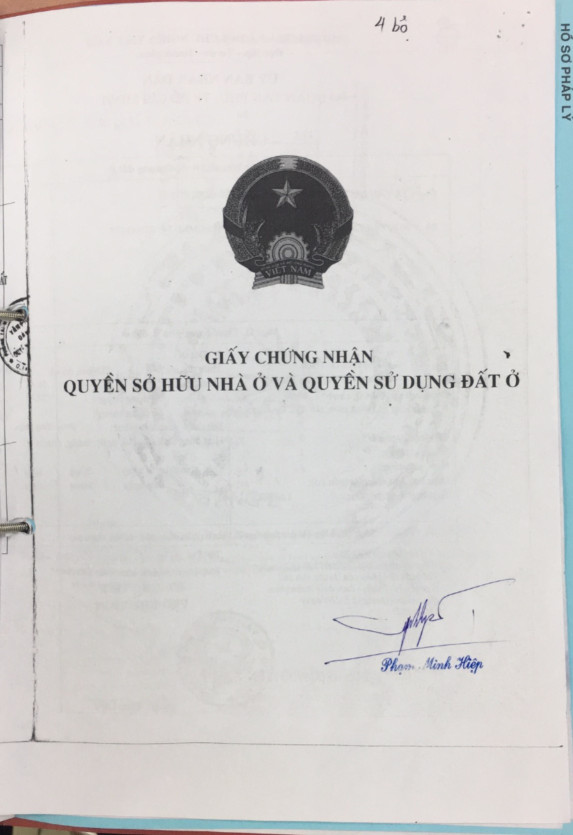 4 bộ
HỒ SƠ PHÁP LÝ
VIỆT NAM
GIẤY CHỨNG NHẬN
QUYỀN SỞ HỮU NHÀ Ở VÀ QUYỀN SỬ DỤNG ĐẤT Ở
Phạm Minh Hiệp